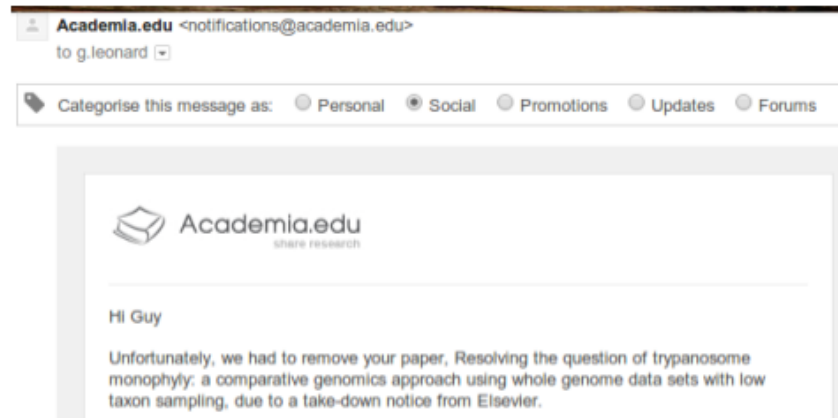 Academia.edu <notifications@academia.edu>
to g.leonard
Categorise this message as: Personal Social Promotions Updates Forums
Academia.edu
share research
Hi Guy
Unfortunately, we had to remove your paper, Resolving the question of trypanosome
monophyly: a comparative genomics approach using whole genome data sets with low
taxon sampling, due to a take-down notice from Elsevier.